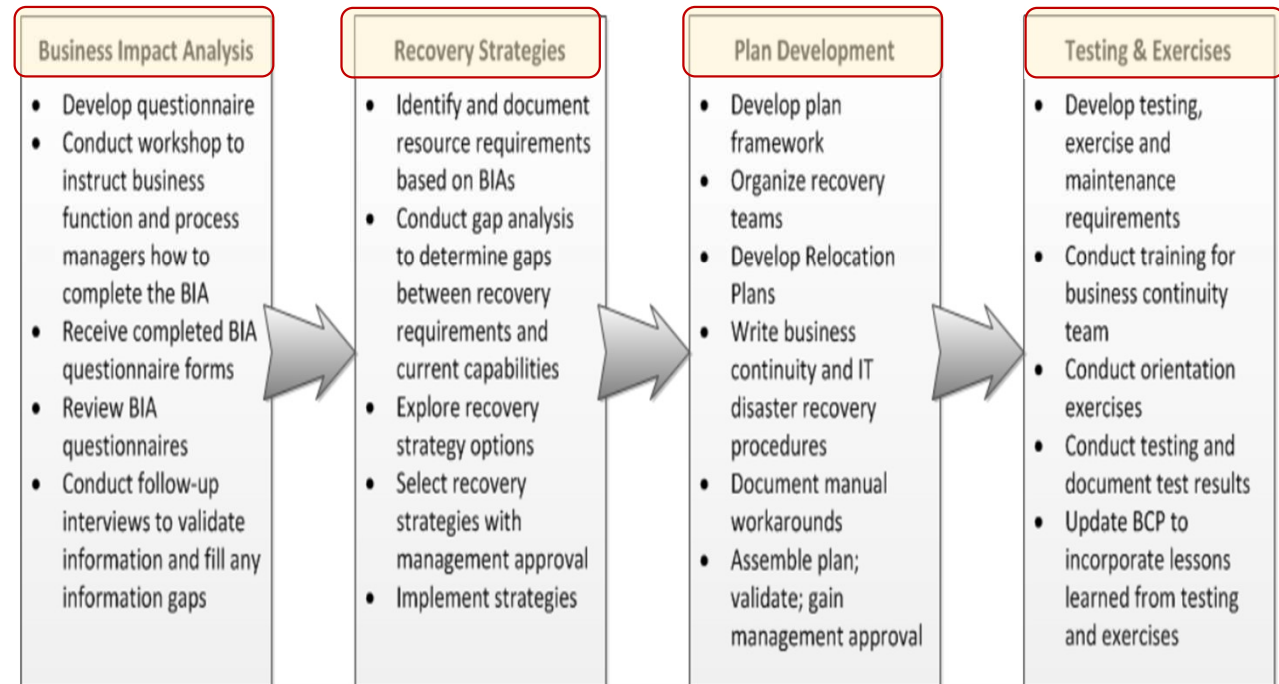 Business Impact Analysis
• Develop questionnaire
• Conduct workshop to
instruct business
function and process
managers how to
complete the BIA
• Receive completed BIA
questionnaire forms
• Review BIA
questionnaires
• Conduct follow-up
interviews to validate
information and fill any
information gaps
Recovery Strategies
• Identify and document
resource requirements
based on BIAs
• Conduct gap analysis
to determine gaps
between recovery
requirements and
current capabilities
• Explore recovery
strategy options
• Select recovery
strategies with
management approval
• Implement strategies
Plan Development
• Develop plan
framework
• Organize recovery
teams
• Develop Relocation
Plans
• Write business
continuity and IT
disaster recovery
procedures
• Document manual
workarounds
• Assemble plan;
validate; gain
management approval
Testing & Exercises
• Develop testing,
exercise and
maintenance
requirements
• Conduct training for
business continuity
team
• Conduct orientation
exercises
• Conduct testing and
document test results
• Update BCP to
incorporate lessons
learned from testing
and exercises